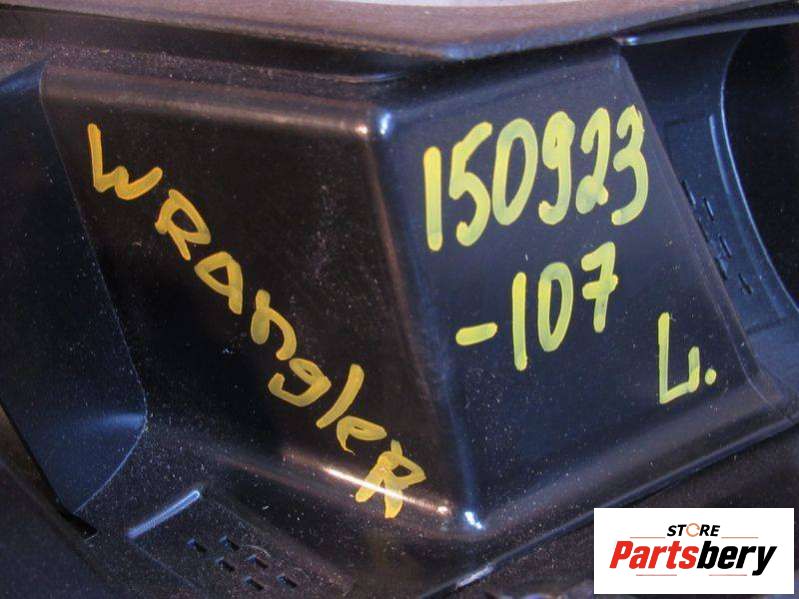 WRAnglER
150923
-107
L.
STORE
Partsbery